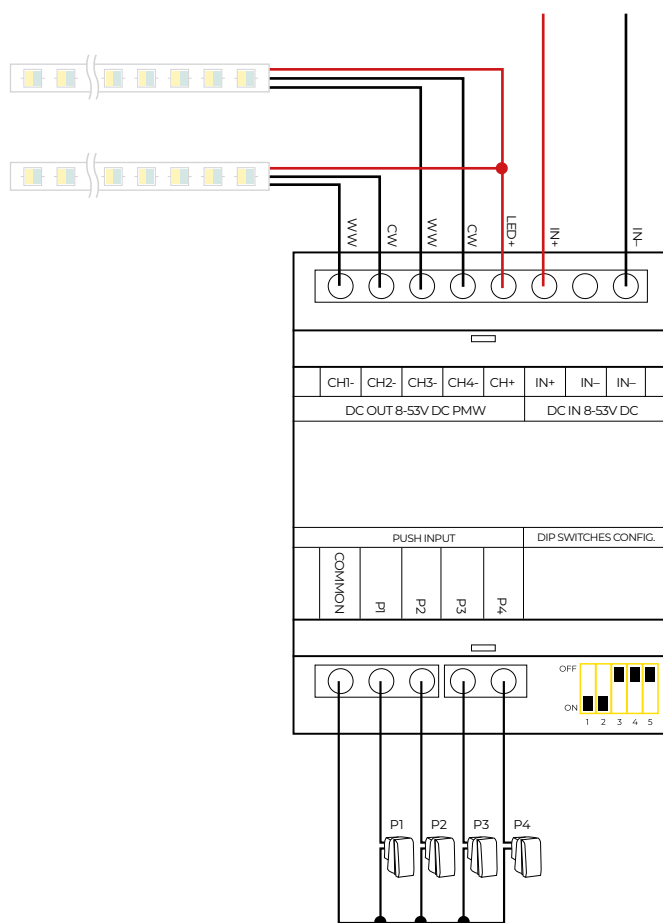 WW CW WW CW LED+ IN+ IN–
CH1- CH2- CH3- CH4- CH+ IN+ IN– IN–
DC OUT 8-53V DC PMW DC IN 8-53V DC
PUSH INPUT DIP SWITCHES CONFIG.
COMMON P1 P2 P3 P4
OFF
ON
1 2 3 4 5
P1 P2 P3 P4